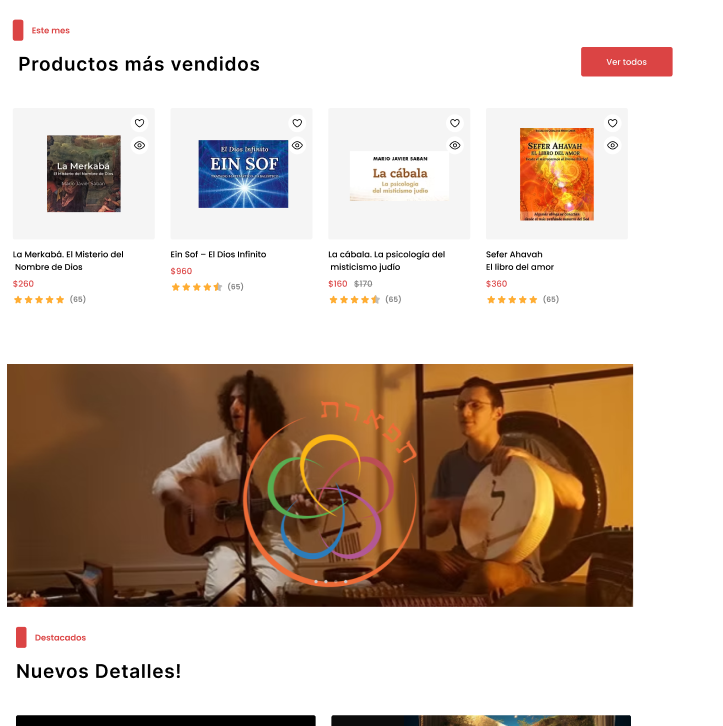 Este mes
Productos más vendidos
Ver todos
La Merkabá
El Misterio del Nombre de Dios
Mario Javier Saban
El Dios Infinito
EIN SOF
MARIO JAVIER SABAN
La cábala
La psicología
del misticismo judío
SEFER AHAVAH
EL LIBRO DEL AMOR
La Merkabá. El Misterio del
Nombre de Dios
$260
(65)
Ein Sof – El Dios Infinito
$960
(65)
La cábala. La psicología del
misticismo judío
$160 $170
(65)
Sefer Ahavah
El libro del amor
$360
(65)
תפארת
ל
Destacados
Nuevos Detalles!